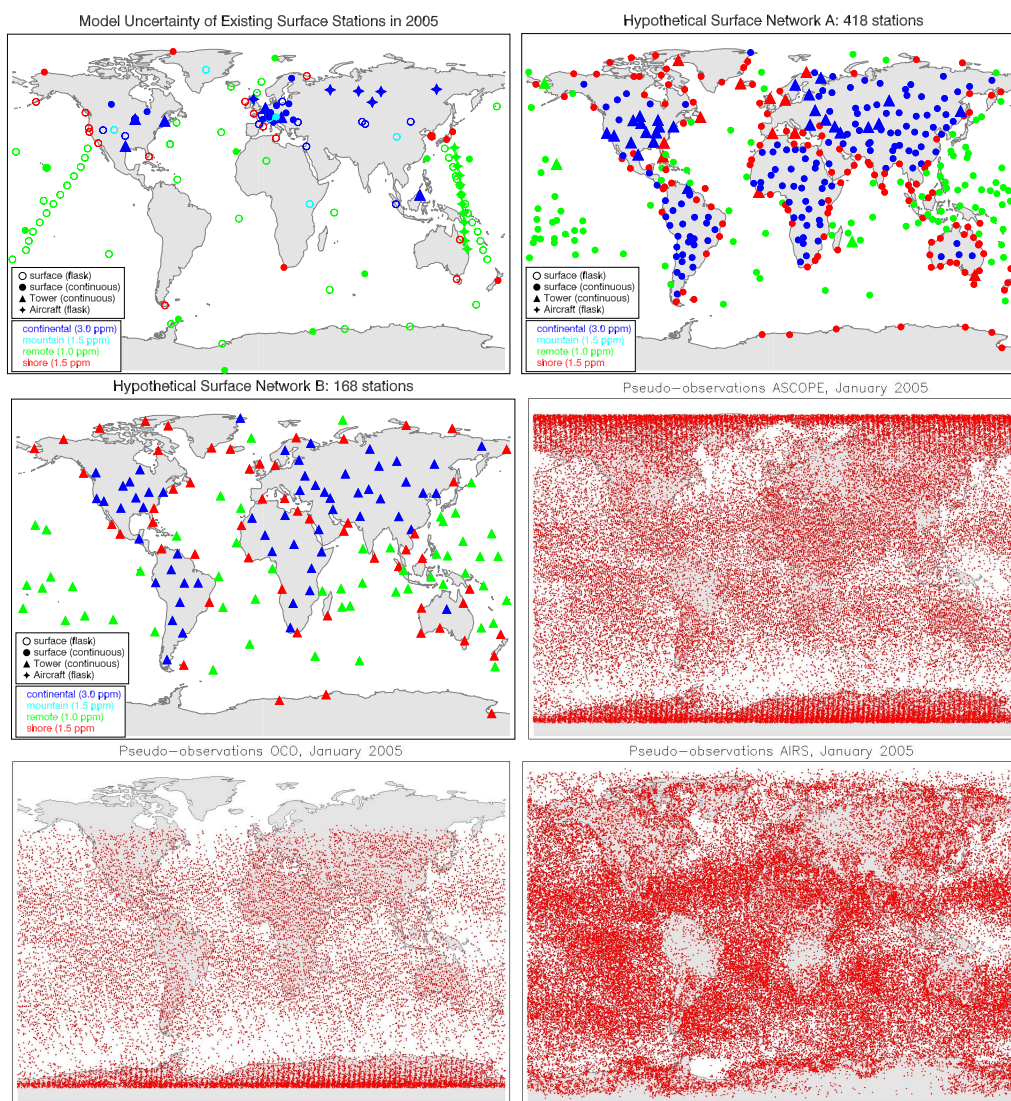 Model Uncertainty of Existing Surface Stations in 2005
surface (flask)
surface (continuous)
Tower (continuous)
Aircraft (flask)
continental (3.0 ppm)
mountain (1.5 ppm)
remote (1.0 ppm)
shore (1.5 ppm
Hypothetical Surface Network A: 418 stations
surface (flask)
surface (continuous)
Tower (continuous)
Aircraft (flask)
continental (3.0 ppm)
mountain (1.5 ppm)
remote (1.0 ppm)
shore (1.5 ppm
Hypothetical Surface Network B: 168 stations
surface (flask)
surface (continuous)
Tower (continuous)
Aircraft (flask)
continental (3.0 ppm)
mountain (1.5 ppm)
remote (1.0 ppm)
shore (1.5 ppm
Pseudo-observations ASCOPE, January 2005
Pseudo-observations OCO, January 2005
Pseudo-observations AIRS, January 2005